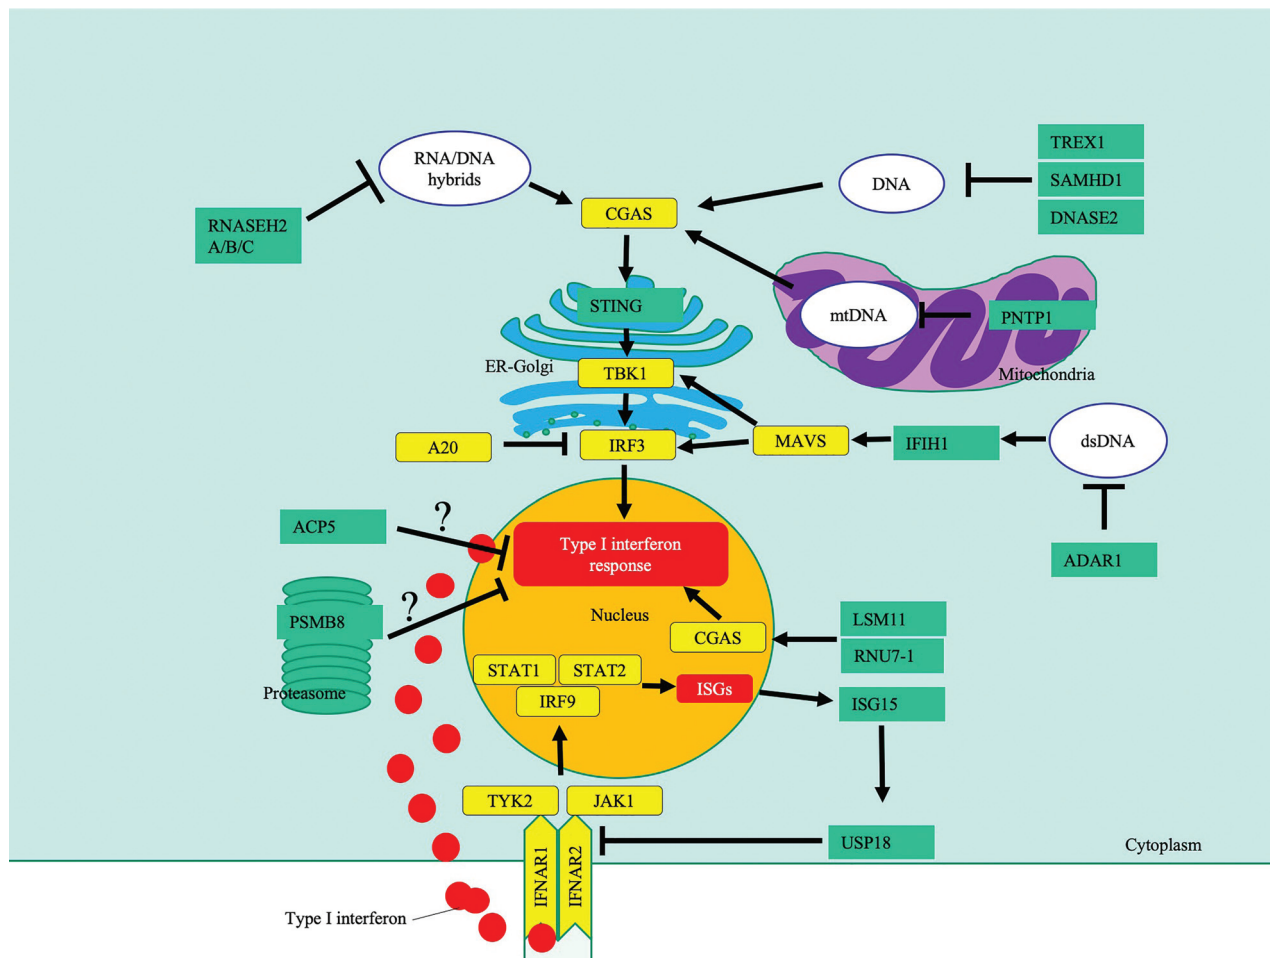 TREX1
RNA/DNA
hybrids
DNA
SAMHD1
CGAS
DNASE2
RNASEH2
A/B/C
STING
mtDNA
PNTP1
ER-Golgi
TBK1
Mitochondria
A20
IRF3
MAVS
IFIH1
dsDNA
ACP5
?
Type I interferon
response
ADAR1
PSMB8
?
Nucleus
LSM11
CGAS
RNU7-1
Proteasome
STAT1
STAT2
IRF9
ISGs
ISG15
TYK2
JAK1
USP18
Cytoplasm
IFNAR1
IFNAR2
Type I interferon